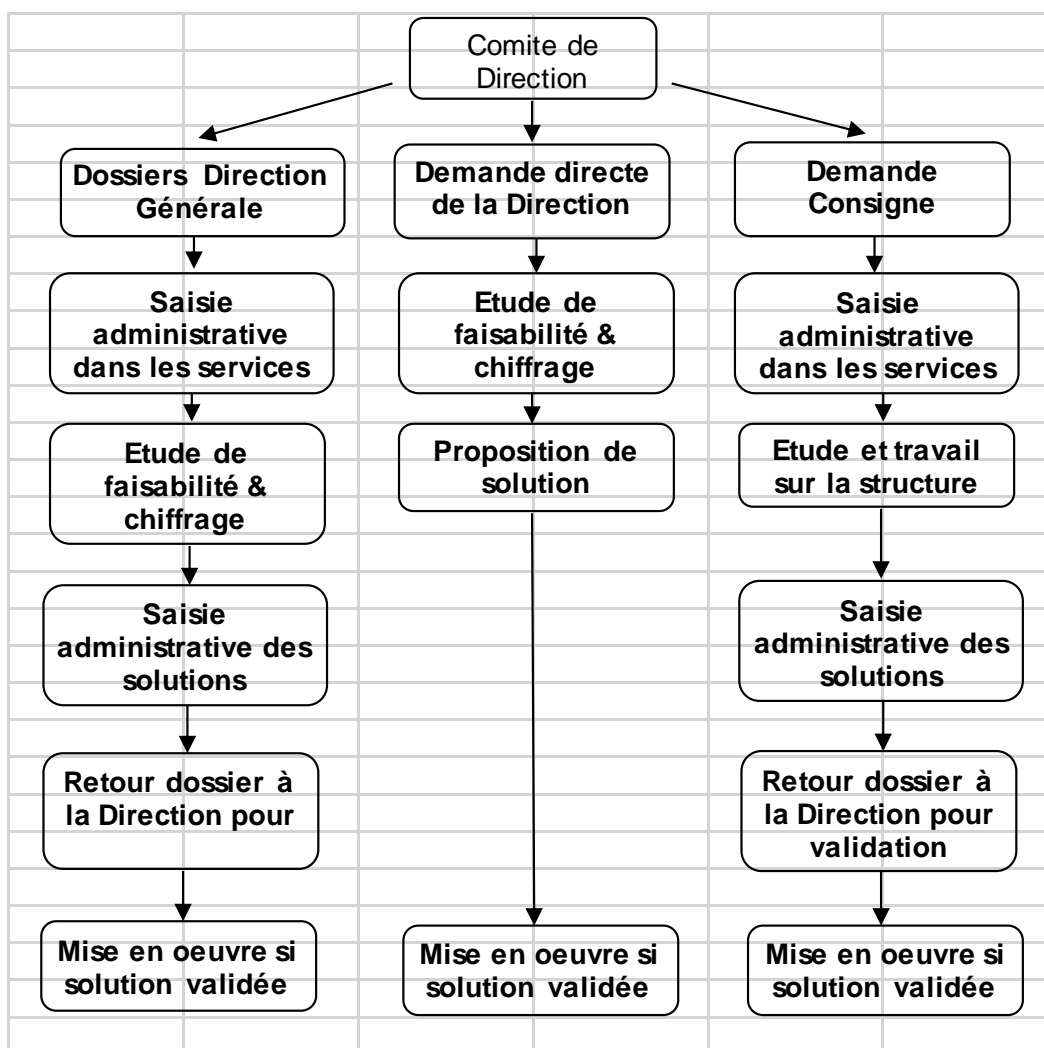 Comite de
Direction
Dossiers Direction
Générale
Saisie
administrative
dans les services
Etude de
faisabilité &
chiffrage
Saisie
administrative des
solutions
Retour dossier à
la Direction pour
Mise en oeuvre si
solution validée
Demande directe
de la Direction
Etude de
faisabilité &
chiffrage
Proposition de
solution
Mise en oeuvre si
solution validée
Demande
Consigne
Saisie
administrative
dans les services
Etude et travail
sur la structure
Saisie
administrative des
solutions
Retour dossier à
la Direction pour
validation
Mise en oeuvre si
solution validée